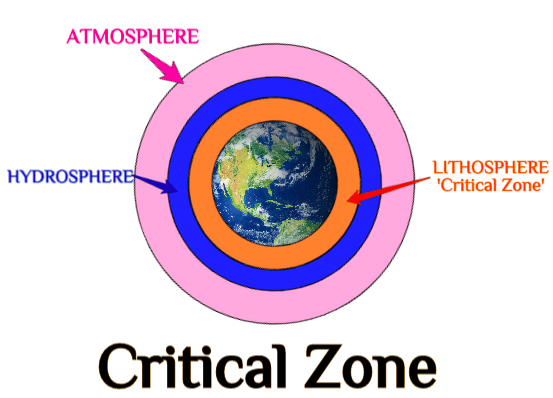 ATMOSPHERE
HYDROSPHERE
LITHOSPHERE
'Critical Zone'
Critical Zone